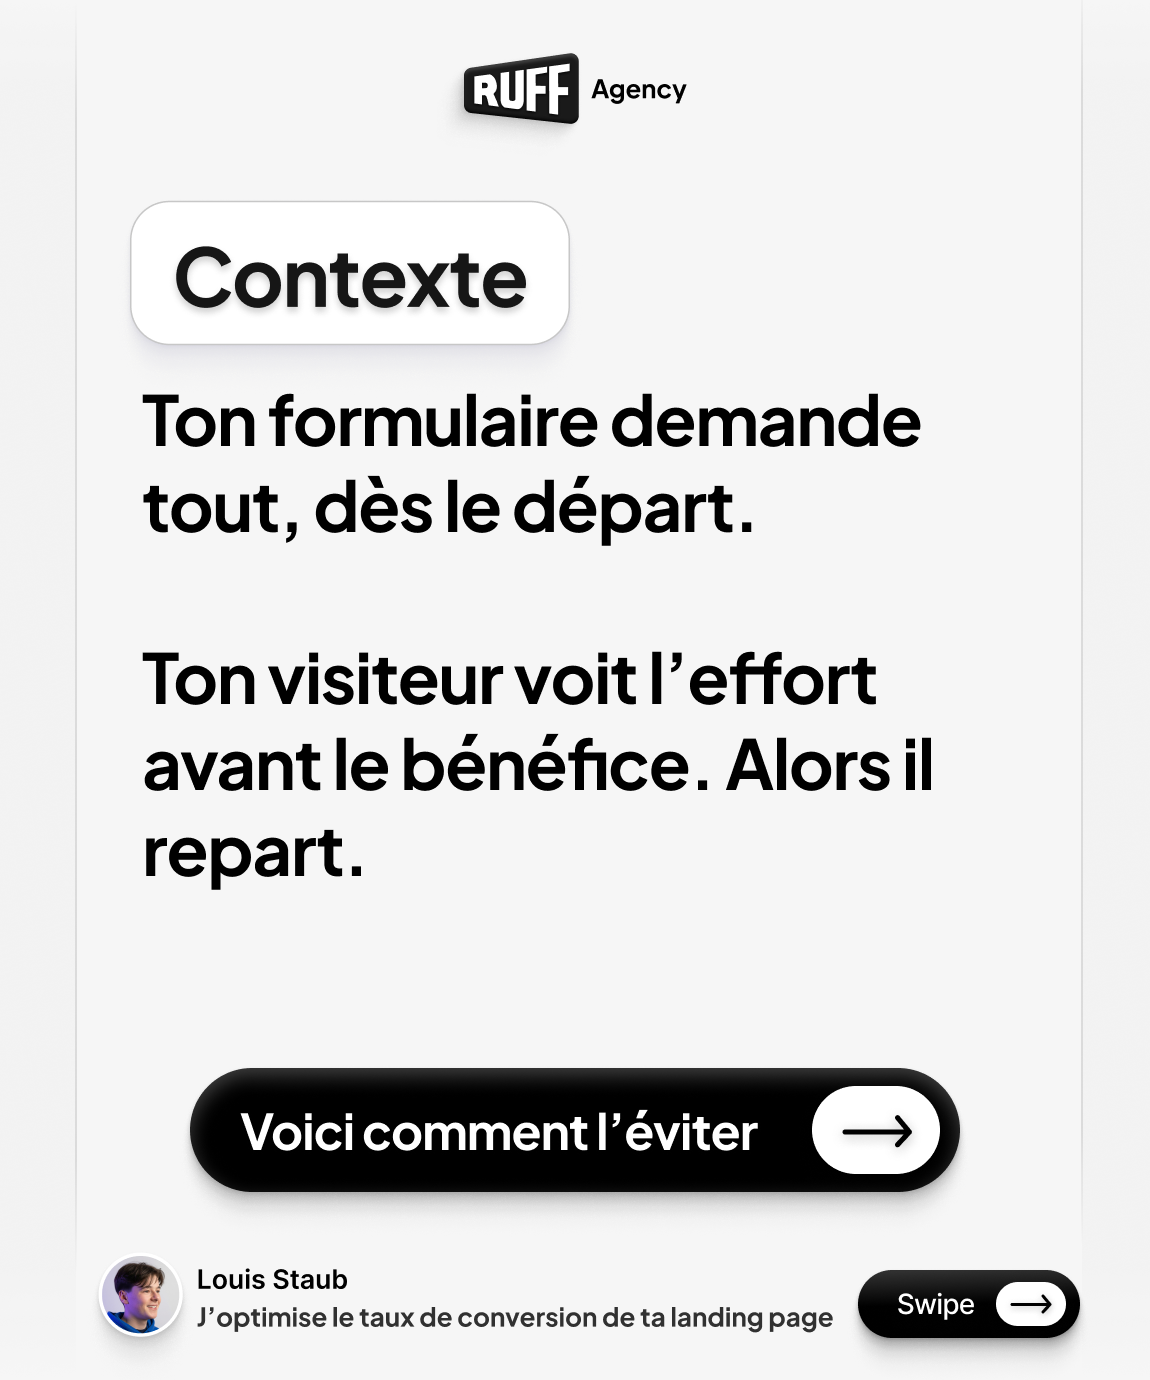 RUFF Agency
Contexte
Ton formulaire demande
tout, dès le départ.
Ton visiteur voit l’effort
avant le bénéfice. Alors il
repart.
Voici comment l’éviter
Louis Staub
J’optimise le taux de conversion de ta landing page
Swipe